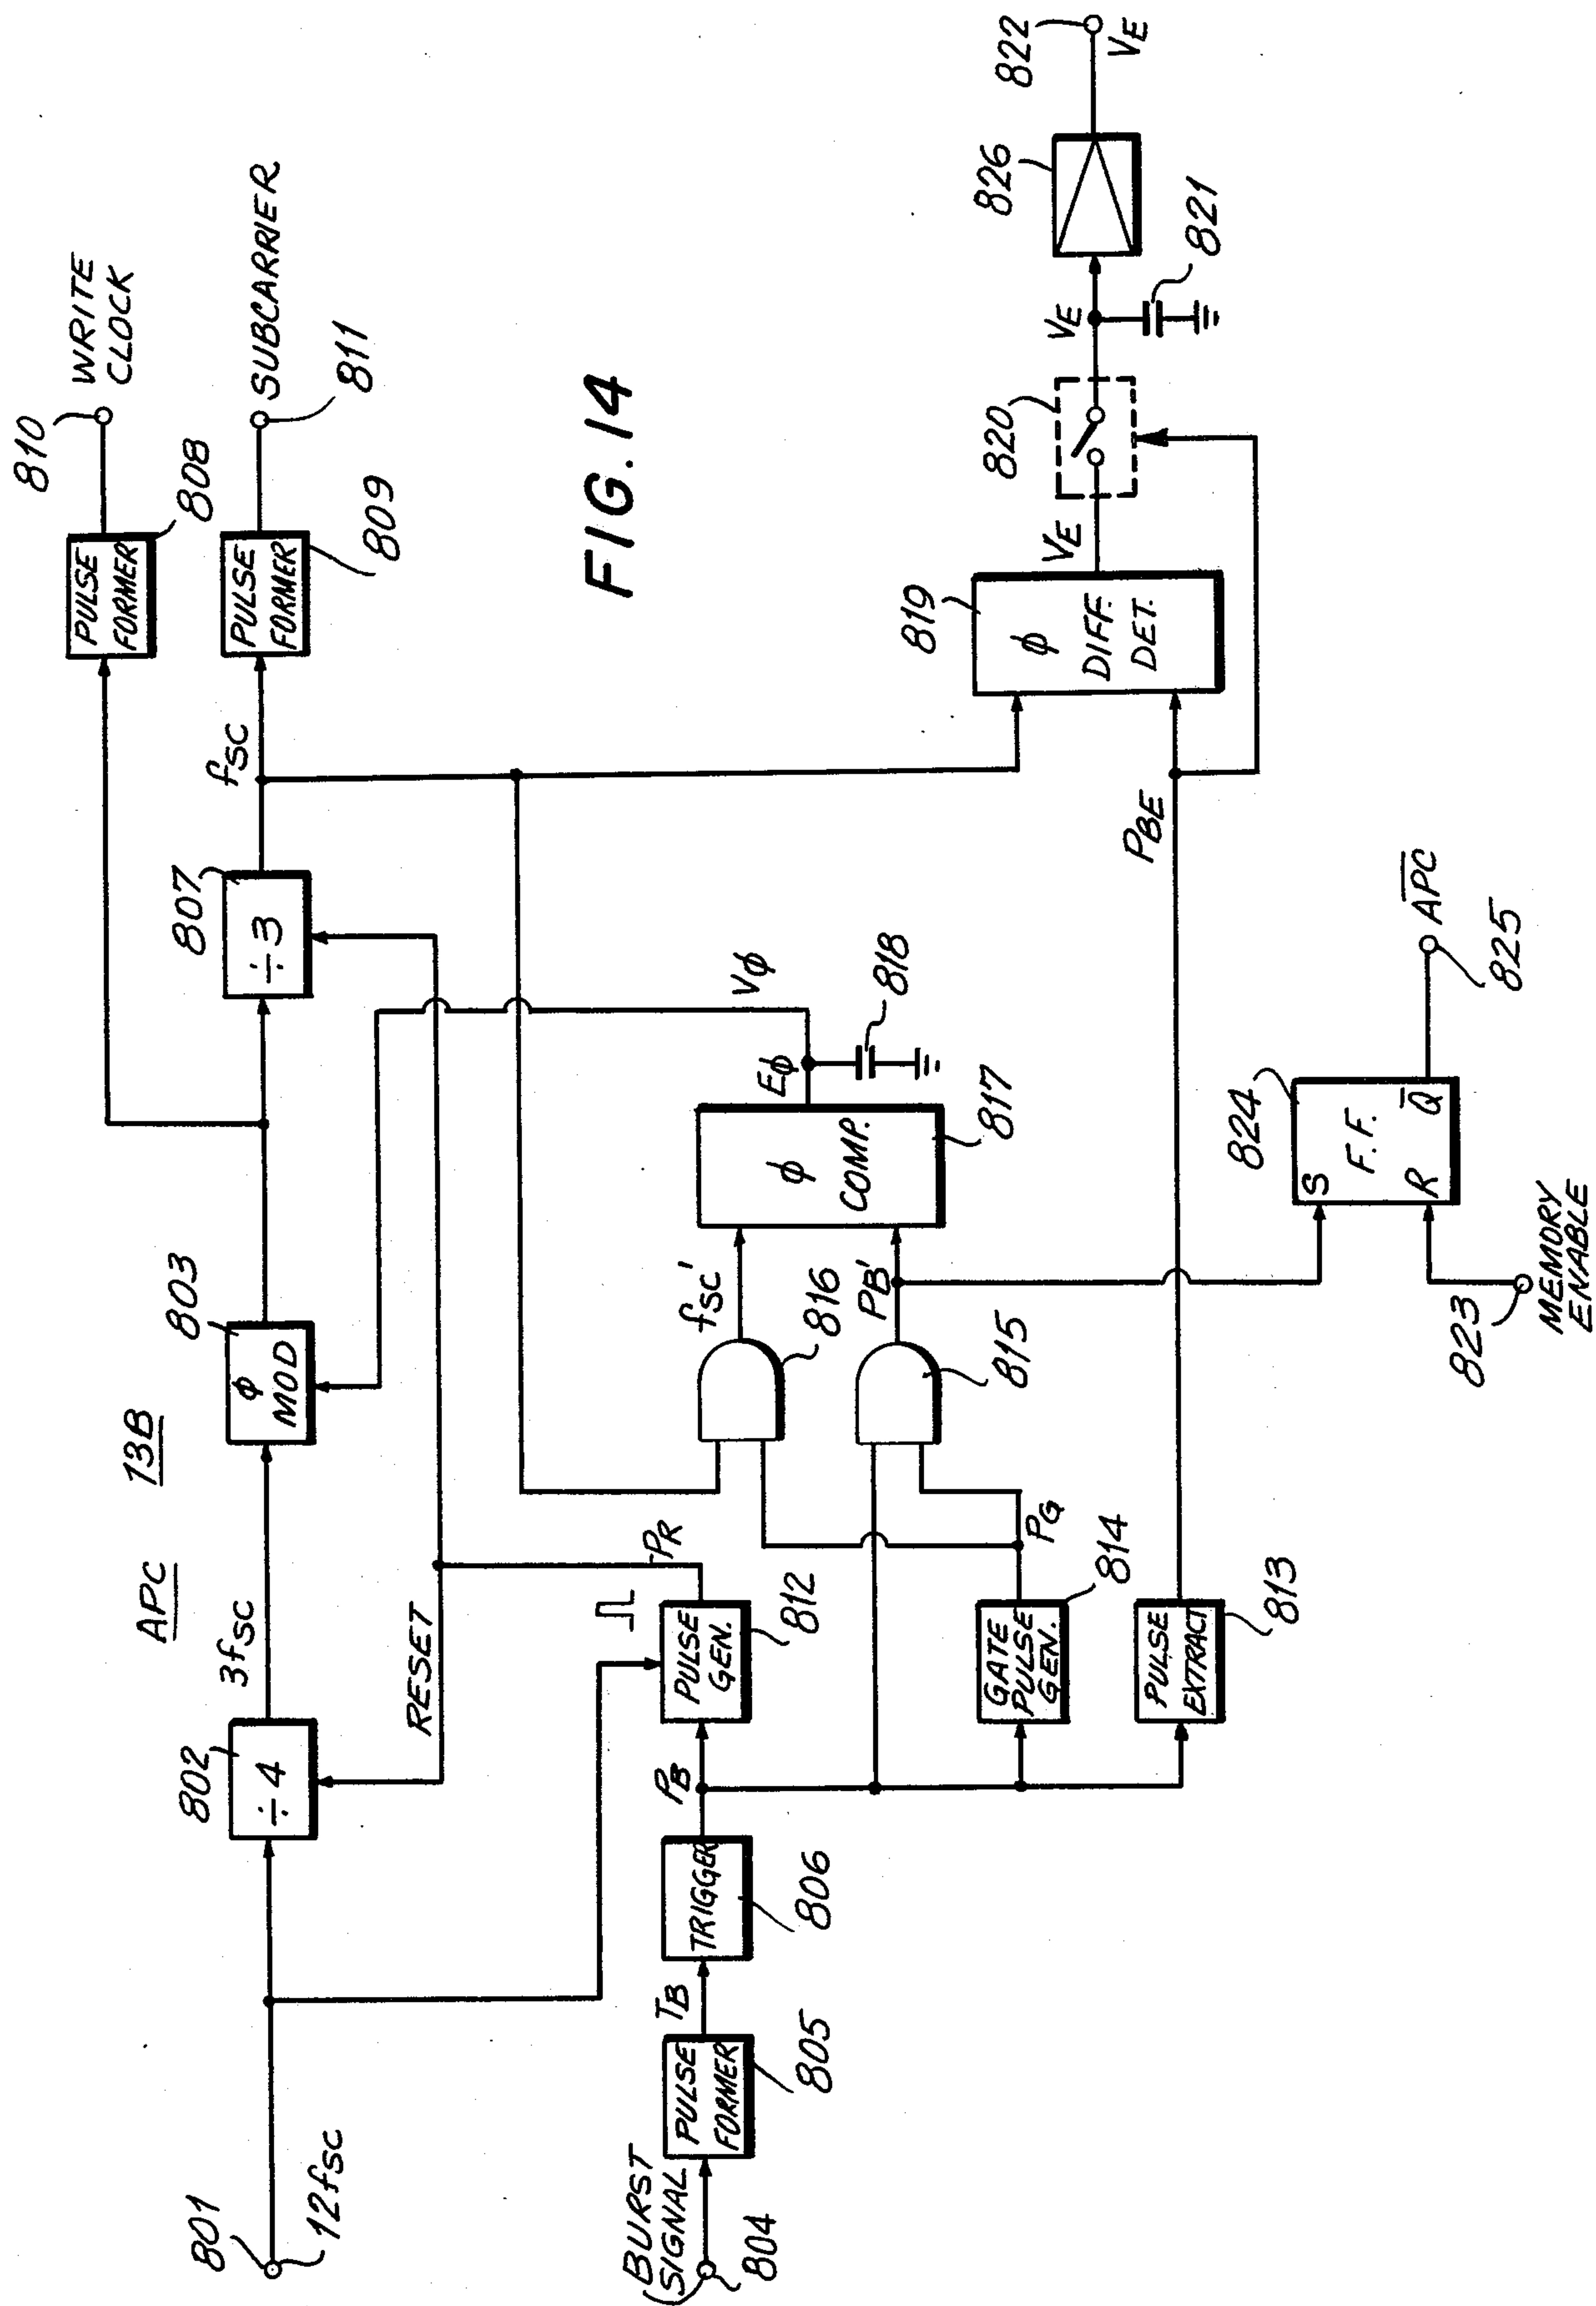 FIG. 14
APC 13B
801
12fSC
802
÷4
3fSC
803
φ
MOD
807
÷3
fSC
PULSE
FORMER
808
810
WRITE
CLOCK
PULSE
FORMER
809
811
SUBCARRIER
RESET
BURST
SIGNAL
804
PULSE
FORMER
805
TB
TRIGGER
806
PB
PULSE
GEN.
812
PR
GATE
PULSE
GEN.
814
PG
PULSE
EXTRACT
813
816
fSC'
815
PB'
φ
COMP.
817
Eφ
Vφ
818
PBE
819
φ
DIFF.
DET.
VE
820
VE
821
826
822
VE
MEMORY
ENABLE
823
824
S
F.F.
R
Q̅
A̅P̅C̅
825